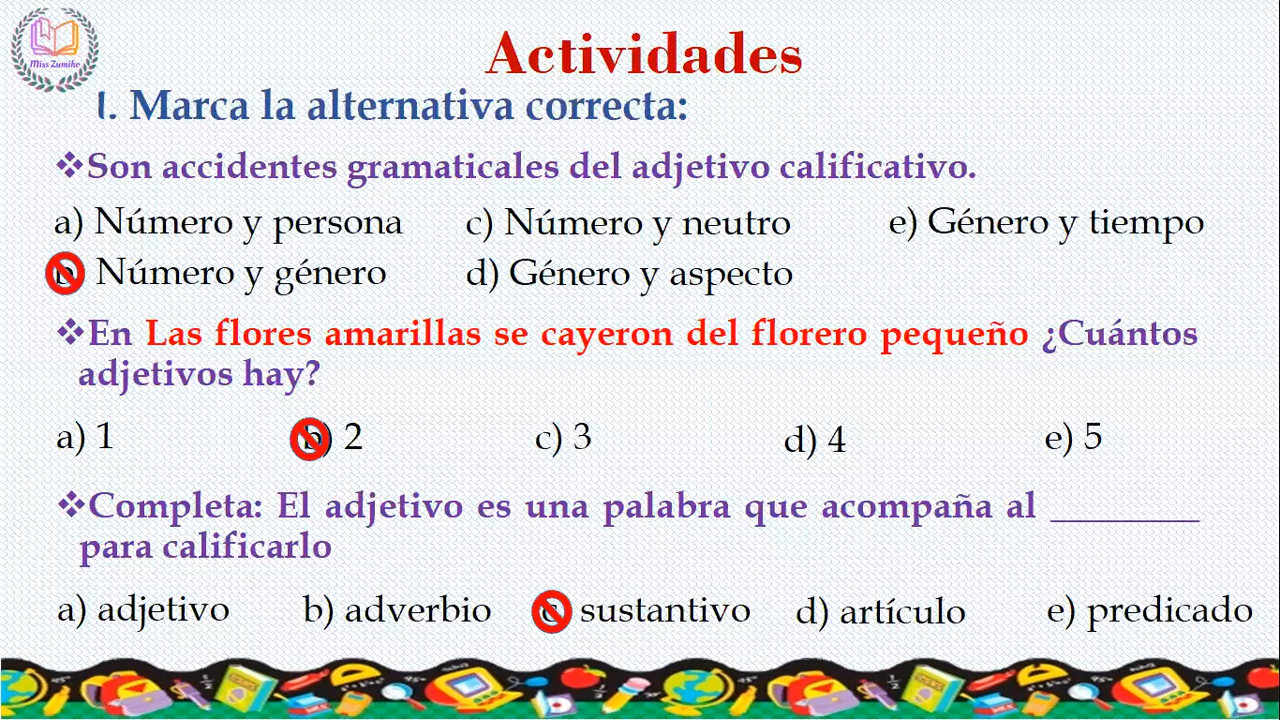 Miss Zumiko
Actividades
I. Marca la alternativa correcta:
❖Son accidentes gramaticales del adjetivo calificativo.
a) Número y persona c) Número y neutro e) Género y tiempo
b) Número y género d) Género y aspecto
❖En Las flores amarillas se cayeron del florero pequeño ¿Cuántos
adjetivos hay?
a) 1 b) 2 c) 3 d) 4 e) 5
❖Completa: El adjetivo es una palabra que acompaña al ________
para calificarlo
a) adjetivo b) adverbio c) sustantivo d) artículo e) predicado